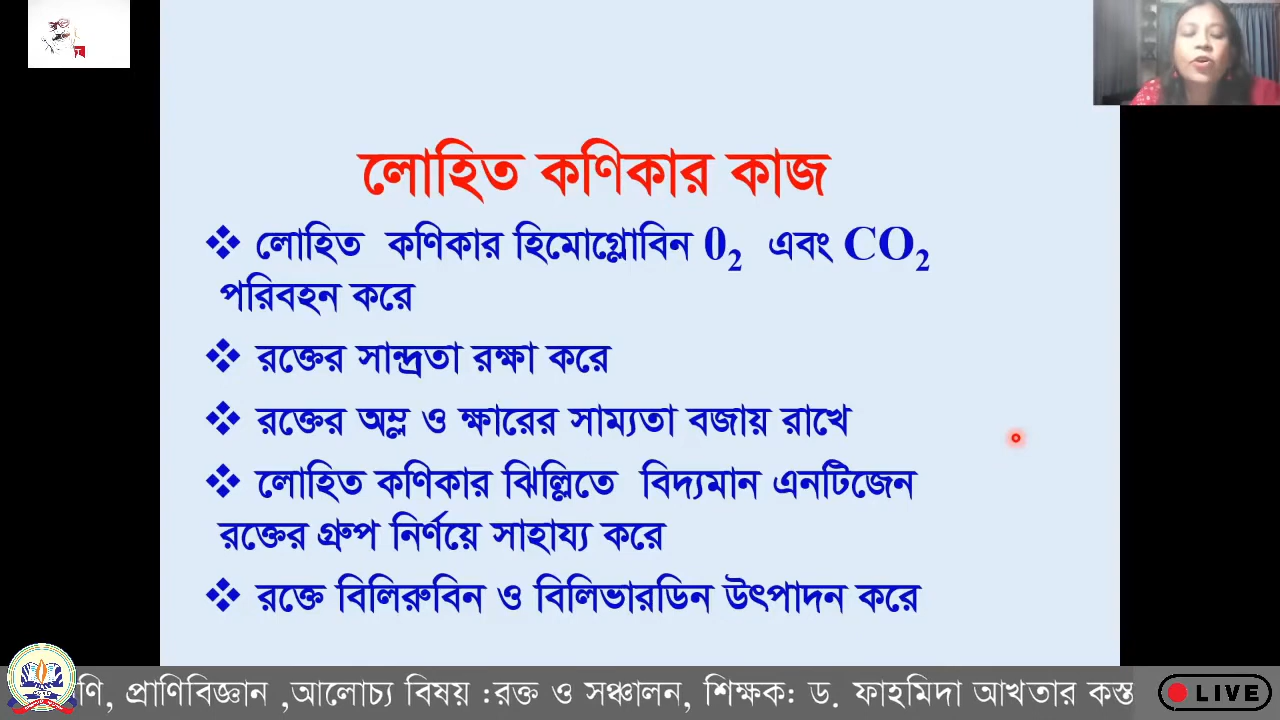 লোহিত কণিকার কাজ
❖ লোহিত কণিকার হিমোগ্লোবিন 0₂ এবং CO₂
পরিবহন করে
❖ রক্তের সান্দ্রতা রক্ষা করে
❖ রক্তের অম্ল ও ক্ষারের সাম্যতা বজায় রাখে
❖ লোহিত কণিকার ঝিল্লিতে বিদ্যমান এনটিজেন
রক্তের গ্রুপ নির্ণয়ে সাহায্য করে
❖ রক্তে বিলিরুবিন ও বিলিভারডিন উৎপাদন করে
প্রাণিবিজ্ঞান ,আলোচ্য বিষয় :রক্ত ও সঞ্চালন, শিক্ষক: ড. ফাহমিদা আখতার কস্ত
LIVE